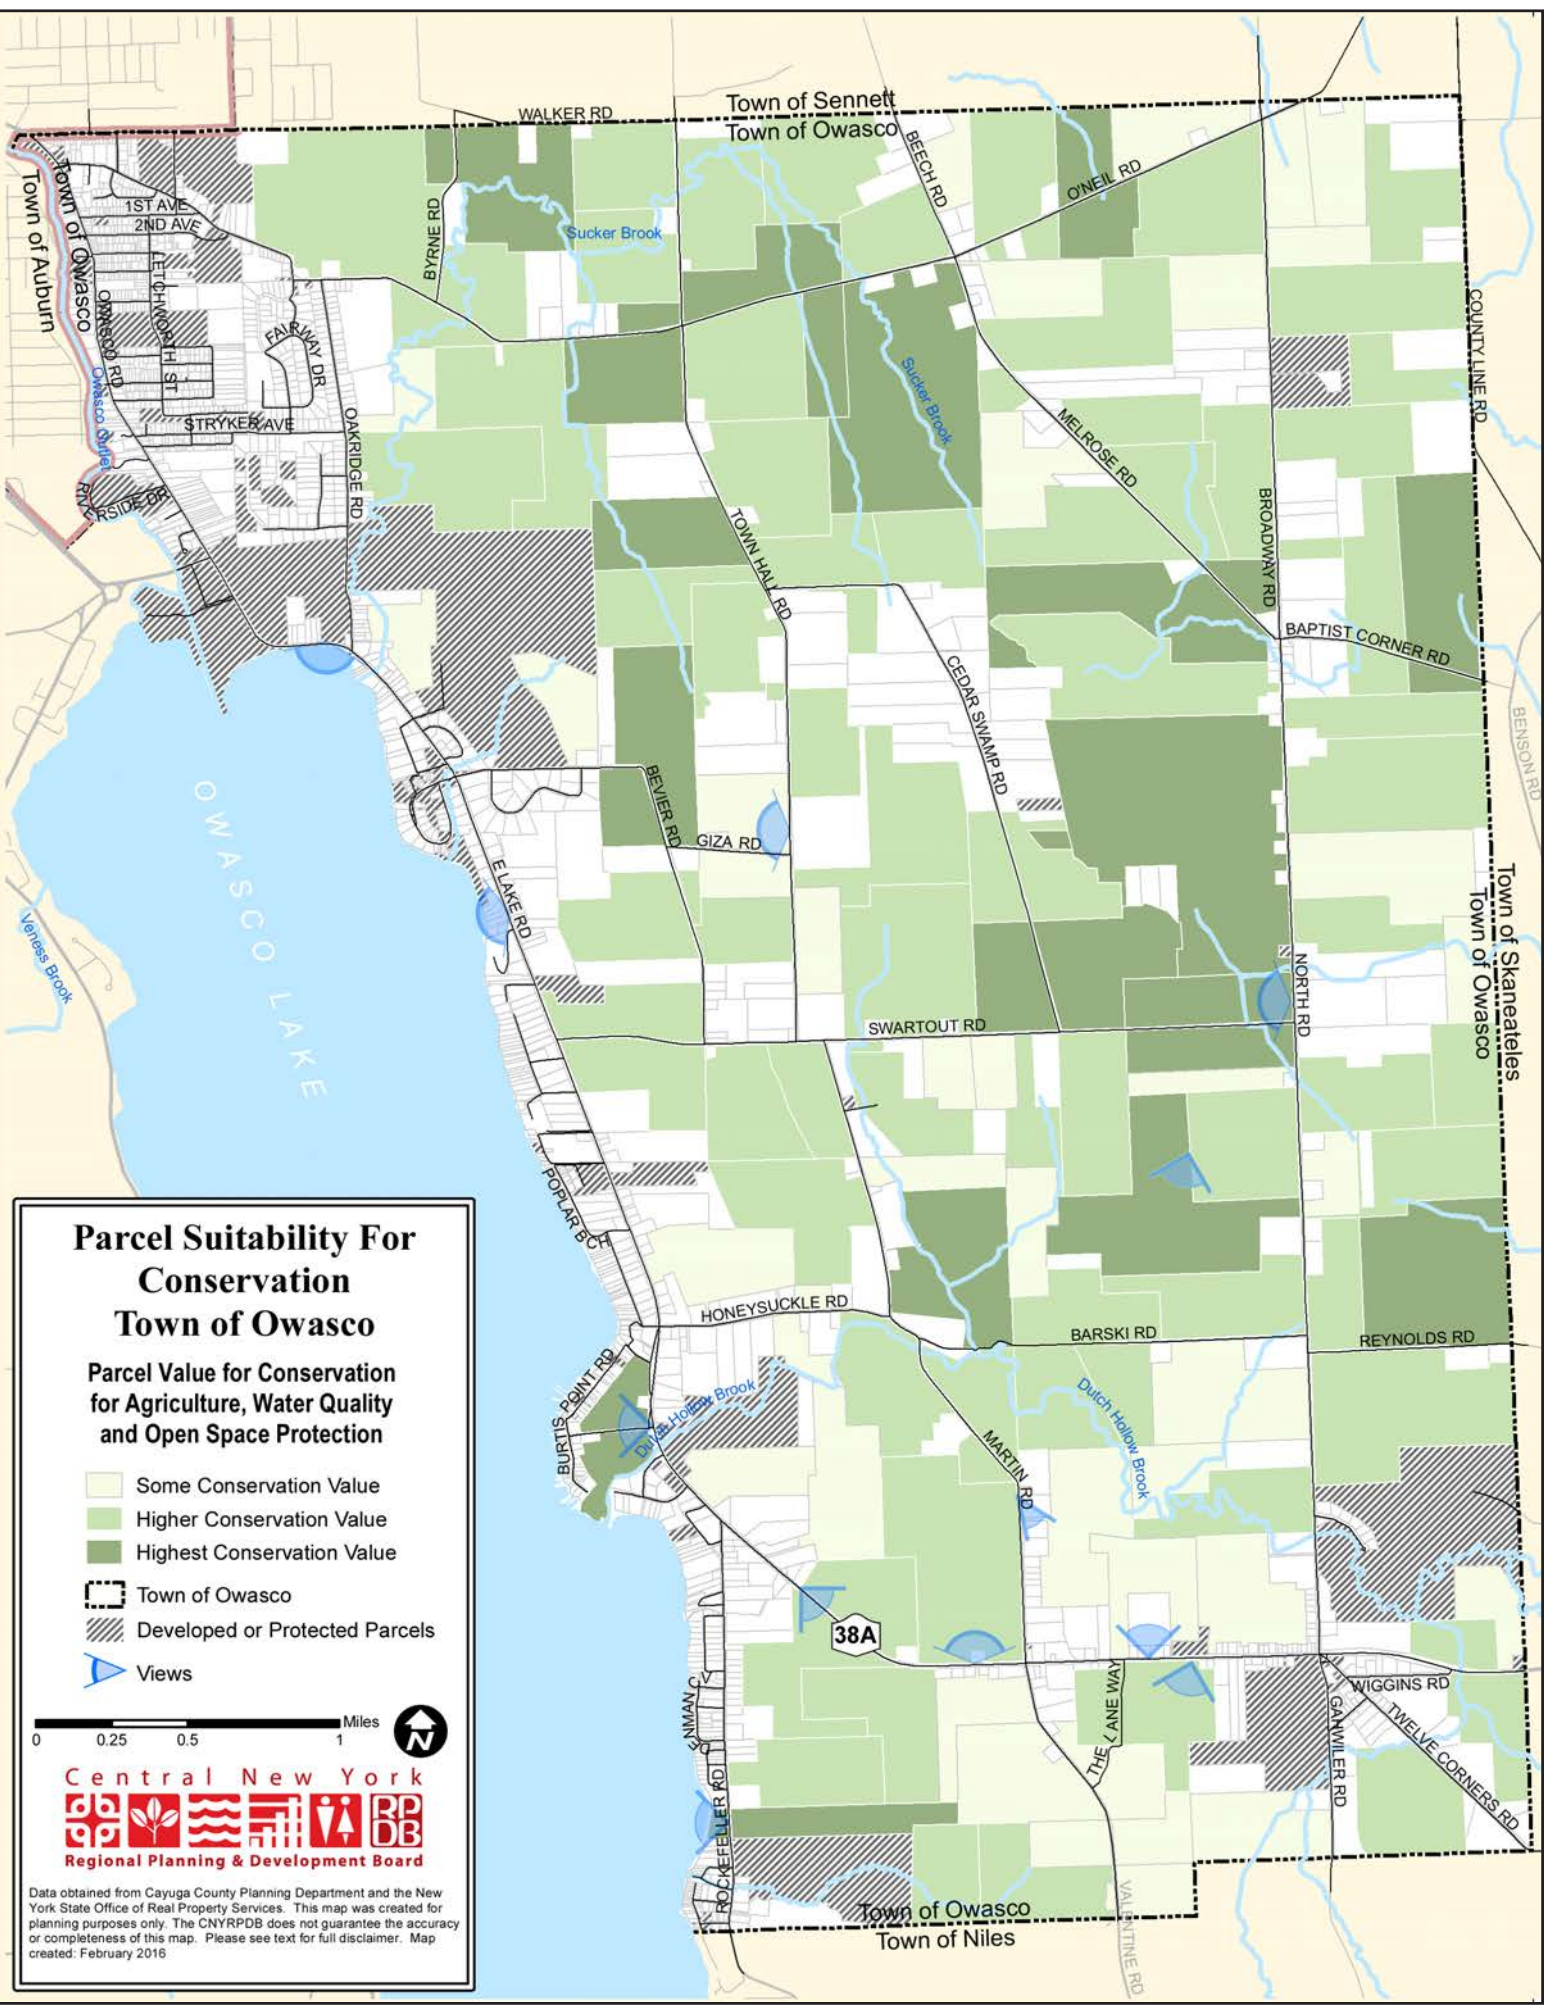 WALKER RD
Town of Sennett
Town of Owasco
BEECH RD
O'NEIL RD
Town of Owasco
Town of Auburn
1ST AVE
2ND AVE
BYRNE RD
Sucker Brook
LETCHWORTH ST
OWASCO RD
FAIRWAY DR
Owasco Outlet
STRYKER AVE
OAKRIDGE RD
RIVERSIDE DR
Sucker Brook
MELROSE RD
COUNTY LINE RD
TOWN HALL RD
BROADWAY RD
BAPTIST CORNER RD
CEDAR SWAMP RD
BENSON RD
BEVIER RD
GIZA RD
E LAKE RD
OWASCO LAKE
Veness Brook
Town of Skaneateles
Town of Owasco
NORTH RD
SWARTOUT RD
POPLAR BCH
HONEYSUCKLE RD
BARSKI RD
REYNOLDS RD
BURTIS POINT RD
Dutch Hollow Brook
Dutch Hollow Brook
MARTIN RD
38A
DENMAN CV
THE LANE WAY
WIGGINS RD
GAHWILER RD
TWELVE CORNERS RD
ROCKEFELLER RD
VALENTINE RD
Town of Owasco
Town of Niles
Parcel Suitability For
Conservation
Town of Owasco
Parcel Value for Conservation
for Agriculture, Water Quality
and Open Space Protection
Some Conservation Value
Higher Conservation Value
Highest Conservation Value
Town of Owasco
Developed or Protected Parcels
Views
Miles
0 0.25 0.5 1
N
Central New York
RP
DB
Regional Planning & Development Board
Data obtained from Cayuga County Planning Department and the New
York State Office of Real Property Services. This map was created for
planning purposes only. The CNYRPDB does not guarantee the accuracy
or completeness of this map. Please see text for full disclaimer. Map
created: February 2016